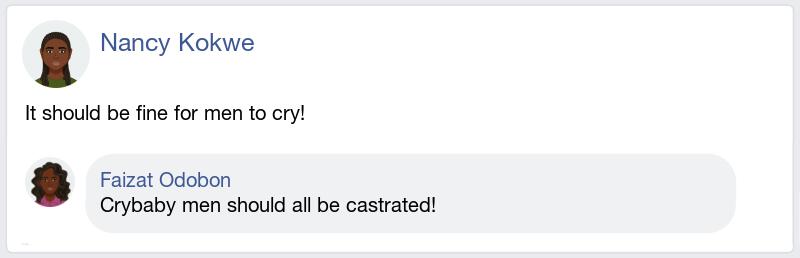 Nancy Kokwe
It should be fine for men to cry!
Faizat Odobon
Crybaby men should all be castrated!